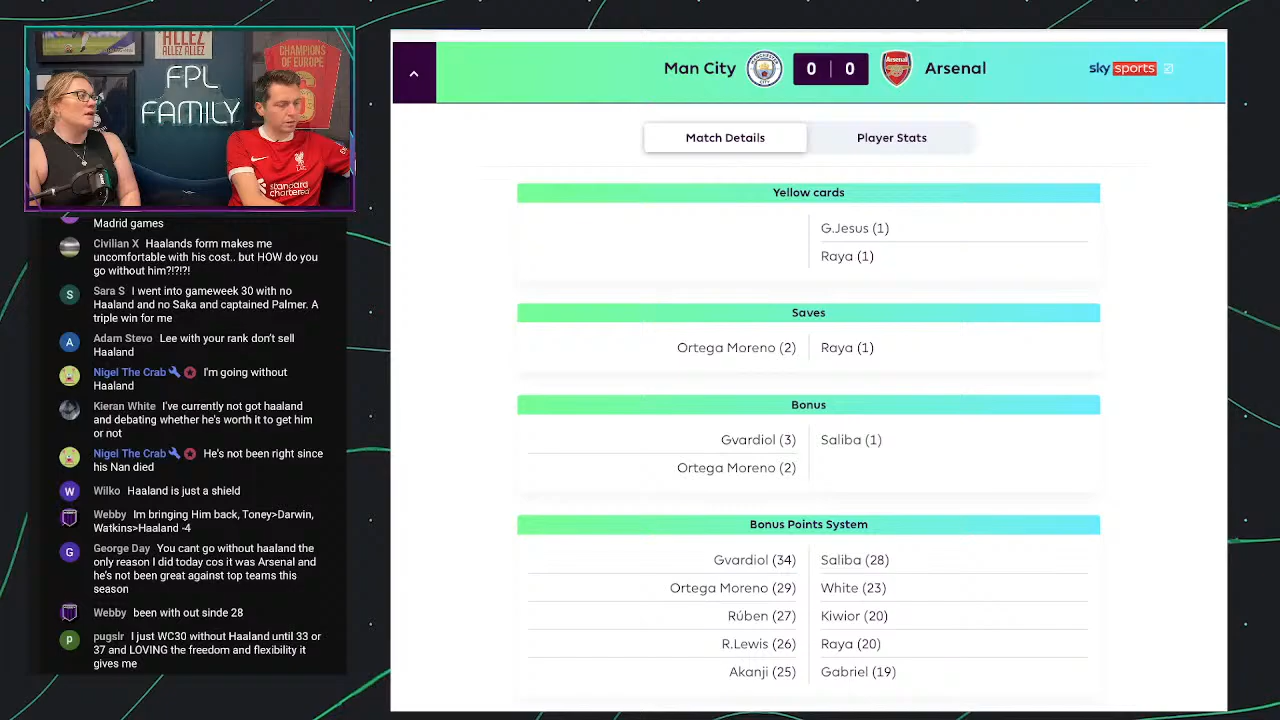 ALLEZ
ALLEZ ALLEZ
CHAMPIONS
OF EUROPE
6
FPL
FAMILY
Standard
Chartered
Madrid games
Civilian X Haalands form makes me
uncomfortable with his cost.. but HOW do you
go without him?!?!?!
S
Sara S I went into gameweek 30 with no
Haaland and no Saka and captained Palmer. A
triple win for me
A
Adam Stevo Lee with your rank don't sell
Haaland
Nigel The Crab I'm going without
Haaland
Kieran White I've currently not got haaland
and debating whether he's worth it to get him
or not
Nigel The Crab He's not been right since
his Nan died
W
Wilko Haaland is just a shield
Webby Im bringing Him back, Toney>Darwin,
Watkins>Haaland -4
G
George Day You cant go without haaland the
only reason I did today cos it was Arsenal and
he's not been great against top teams this
season
Webby been with out sinde 28
p
pugslr I just WC30 without Haaland until 33 or
37 and LOVING the freedom and flexibility it
gives me
Man City 0 | 0 Arsenal
sky sports
Match Details Player Stats
Yellow cards
G.Jesus (1)
Raya (1)
Saves
Ortega Moreno (2) Raya (1)
Bonus
Gvardiol (3) Saliba (1)
Ortega Moreno (2)
Bonus Points System
Gvardiol (34) Saliba (28)
Ortega Moreno (29) White (23)
Rúben (27) Kiwior (20)
R.Lewis (26) Raya (20)
Akanji (25) Gabriel (19)